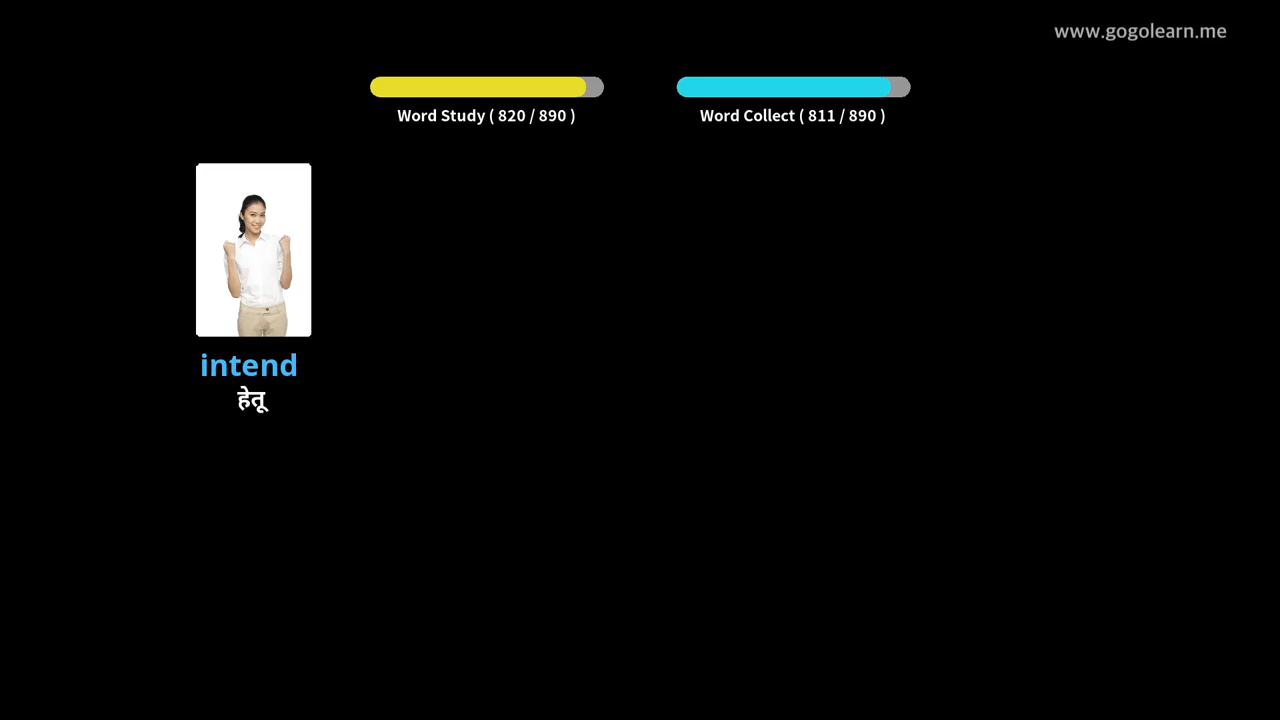 www.gogolearn.me
Word Study ( 820 / 890 )
Word Collect ( 811 / 890 )
intend
हेतू